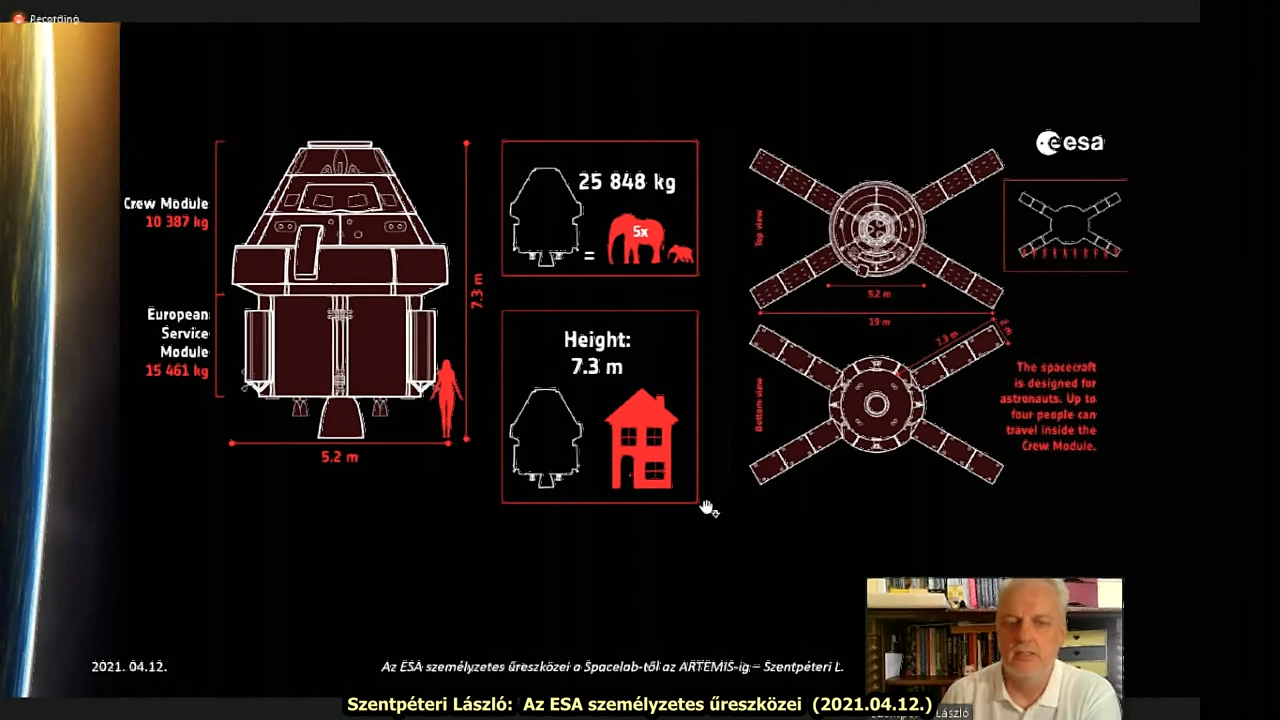 Recording
Crew Module
10 387 kg
European
Service
Module
15 461 kg
7.3 m
5.2 m
25 848 kg
5x
=
Height:
7.3 m
esa
Top view
5.2 m
19 m
7.3 m
2 m
Bottom view
The spacecraft
is designed for
astronauts. Up to
four people can
travel inside the
Crew Module.
2021. 04.12.
Az ESA személyzetes űreszközei a Spacelab-től az ARTEMIS-ig – Szentpéteri L.
Szentpéteri László: Az ESA személyzetes űreszközei (2021.04.12.)
László